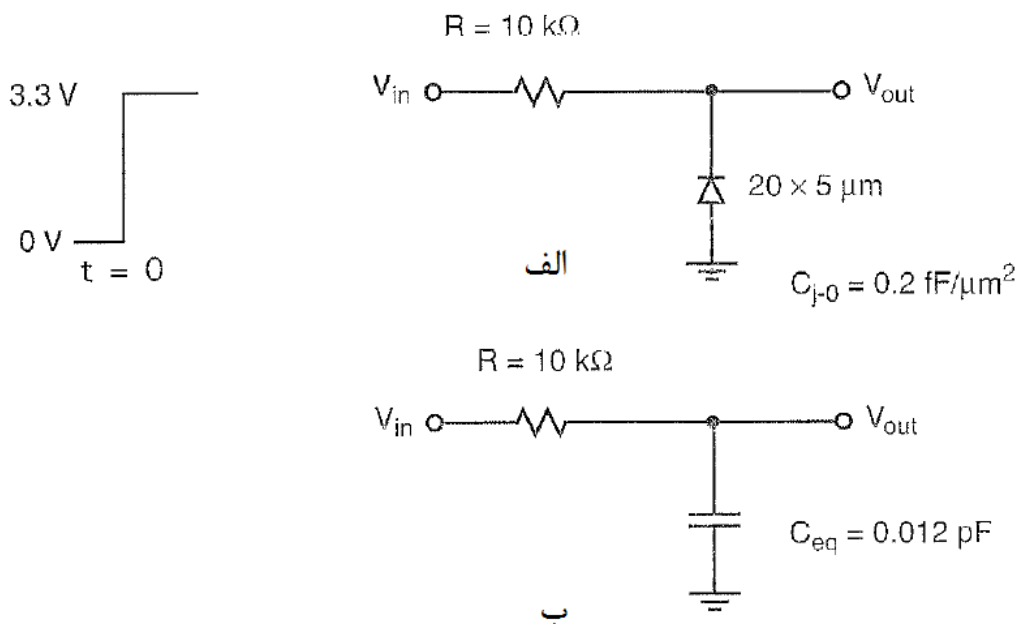 R = 10 kΩ
3.3 V
V_in
V_out
20 × 5 μm
0 V
t = 0
الف
C_j-0 = 0.2 fF/μm²
R = 10 kΩ
V_in
V_out
C_eq = 0.012 pF
ب